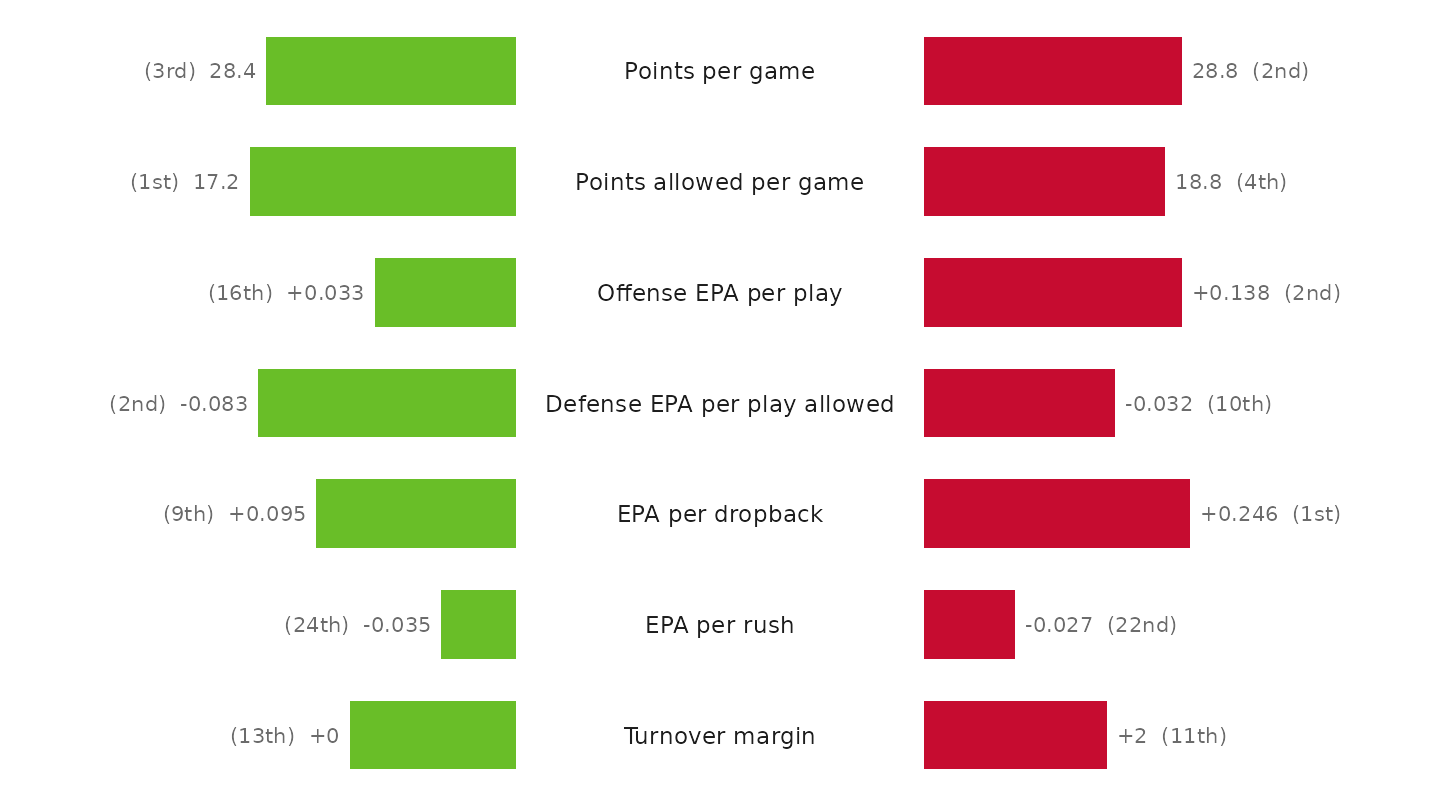 (3rd) 28.4 Points per game 28.8 (2nd)
(1st) 17.2 Points allowed per game 18.8 (4th)
(16th) +0.033 Offense EPA per play +0.138 (2nd)
(2nd) -0.083 Defense EPA per play allowed -0.032 (10th)
(9th) +0.095 EPA per dropback +0.246 (1st)
(24th) -0.035 EPA per rush -0.027 (22nd)
(13th) +0 Turnover margin +2 (11th)